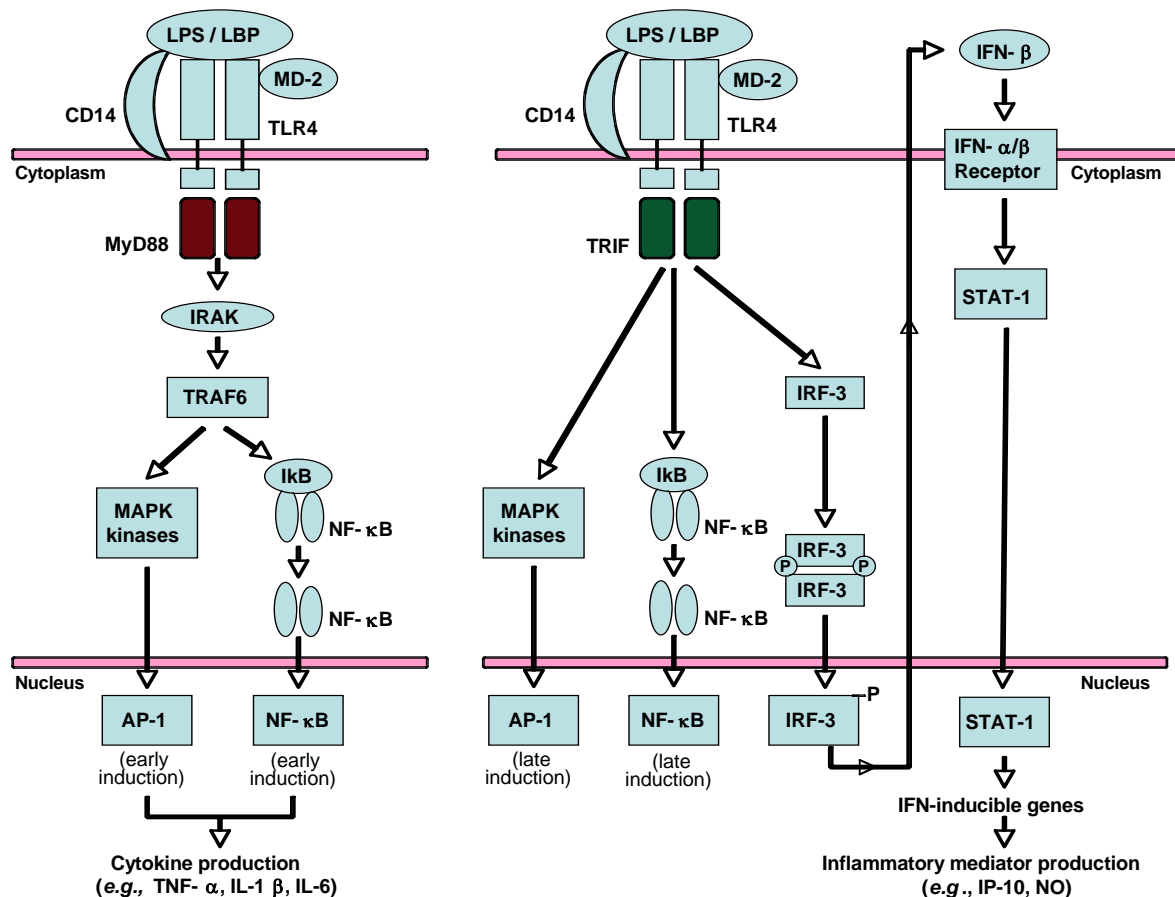 LPS / LBP
MD-2
CD14
TLR4
Cytoplasm
MyD88
IRAK
TRAF6
MAPK
kinases
IkB
NF- κB
NF- κB
Nucleus
AP-1
(early
induction)
NF- κB
(early
induction)
Cytokine production
(e.g., TNF- α, IL-1 β, IL-6)
LPS / LBP
MD-2
CD14
TLR4
TRIF
MAPK
kinases
IkB
NF- κB
NF- κB
IRF-3
IRF-3
P
P
IRF-3
AP-1
(late
induction)
NF- κB
(late
induction)
IRF-3
P
IFN- β
IFN- α/β
Receptor
Cytoplasm
STAT-1
Nucleus
STAT-1
IFN-inducible genes
Inflammatory mediator production
(e.g., IP-10, NO)